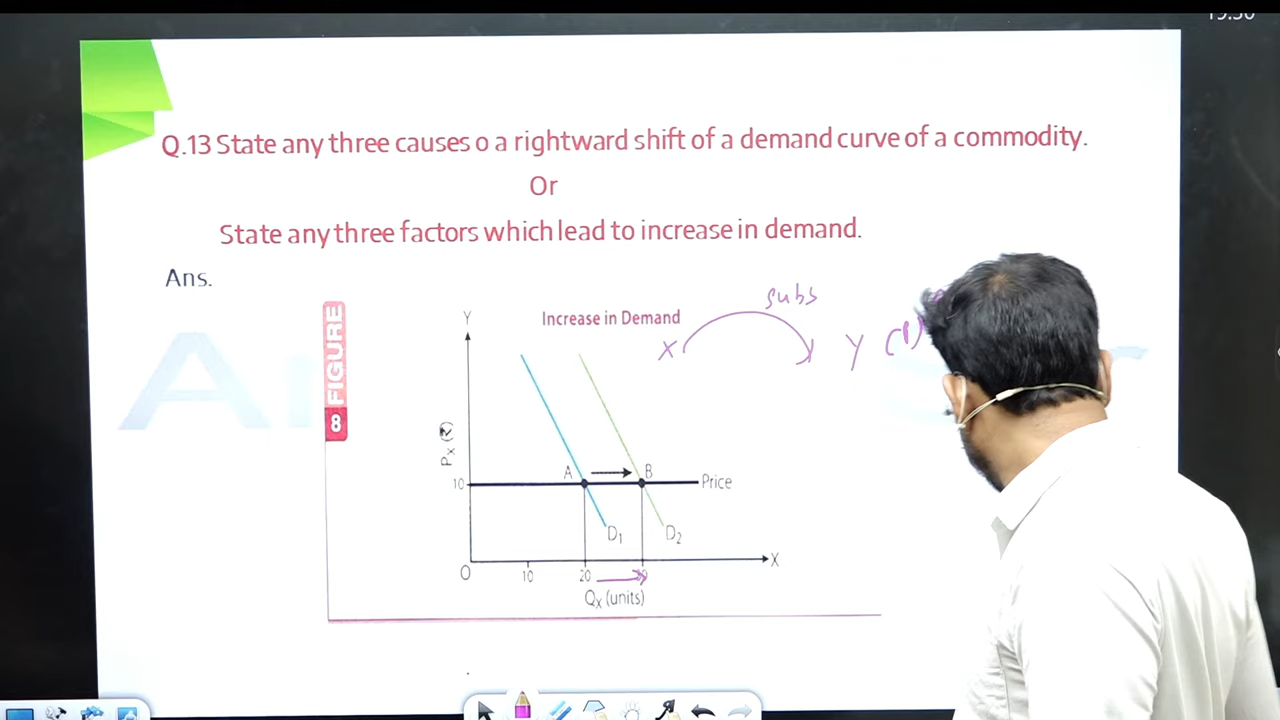 19:30
Q.13 State any three causes o a rightward shift of a demand curve of a commodity.
Or
State any three factors which lead to increase in demand.
Ans.
8 FIGURE
Increase in Demand
Y
Px (₹)
10
A
B
Price
D1
D2
O
10
20
X
Qx (units)
subs
X
Y